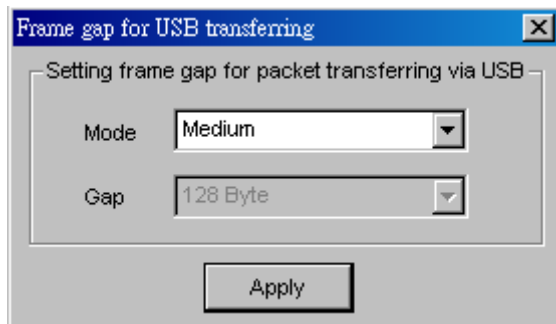 Frame gap for USB transferring
Setting frame gap for packet transferring via USB
Mode Medium
Gap 128 Byte
Apply